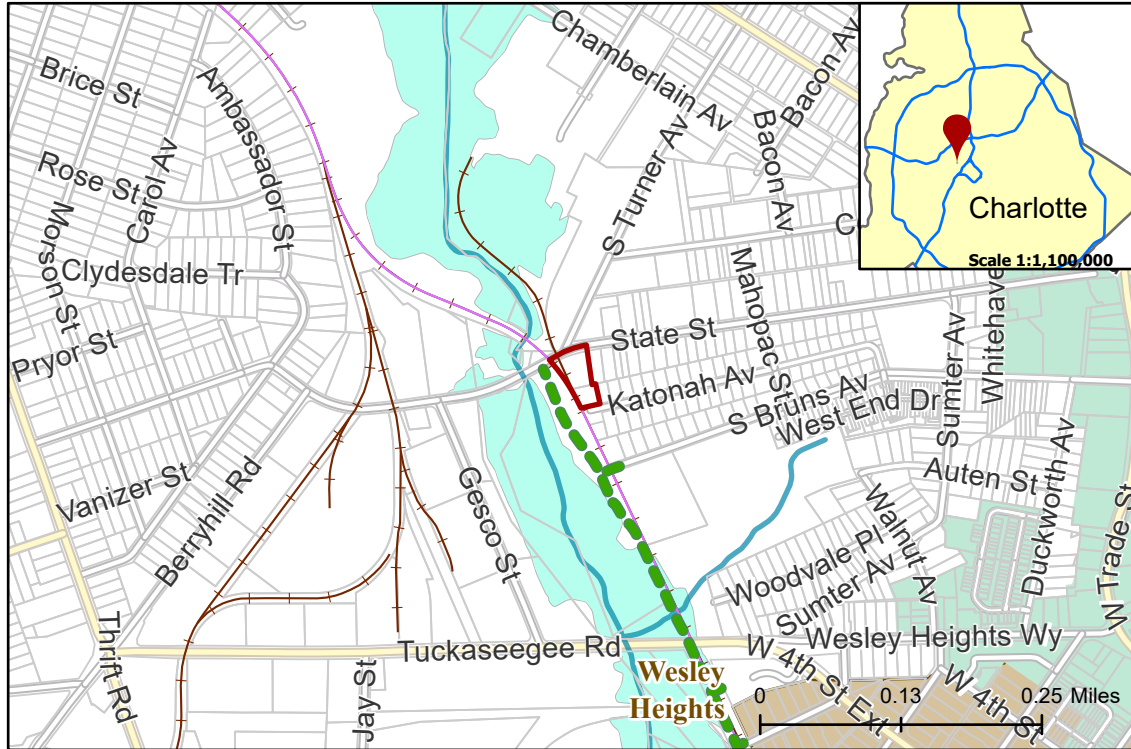 Brice St
Ambassador St
Chamberlain Av
Bacon Av
Bacon Av
Charlotte
Scale 1:1,100,000
Rose St
Carol Av
Morson St
Clydesdale Tr
Pryor St
S Turner Av
Mahopac St
State St
Katonah Av
S Bruns Av
West End Dr
Sumter Av
Auten St
Duckworth Av
W Trade St
Vanizer St
Berryhill Rd
Gesco St
Walnut Av
Woodvale Pl
Sumter Av
Wesley Heights Wy
Thrift Rd
Tuckaseegee Rd
Jay St
W 4th St Ext
W 4th St
Wesley
Heights
0 0.13 0.25 Miles